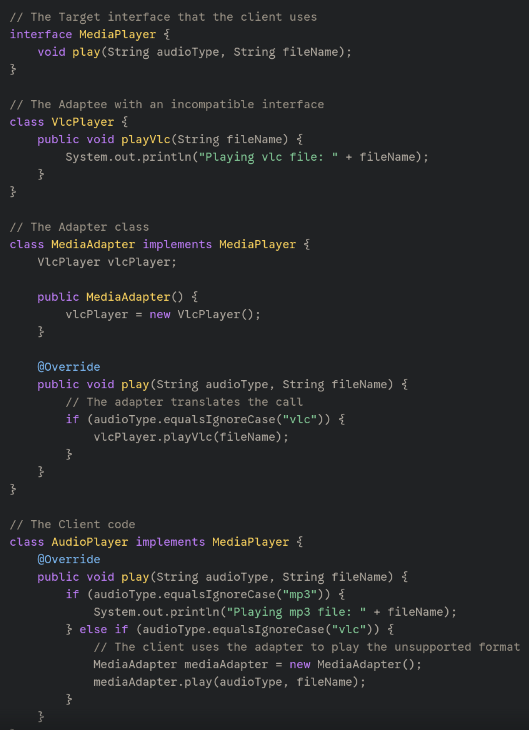 // The Target interface that the client uses
interface MediaPlayer {
    void play(String audioType, String fileName);
}

// The Adaptee with an incompatible interface
class VlcPlayer {
    public void playVlc(String fileName) {
        System.out.println("Playing vlc file: " + fileName);
    }
}

// The Adapter class
class MediaAdapter implements MediaPlayer {
    VlcPlayer vlcPlayer;

    public MediaAdapter() {
        vlcPlayer = new VlcPlayer();
    }

    @Override
    public void play(String audioType, String fileName) {
        // The adapter translates the call
        if (audioType.equalsIgnoreCase("vlc")) {
            vlcPlayer.playVlc(fileName);
        }
    }
}

// The Client code
class AudioPlayer implements MediaPlayer {
    @Override
    public void play(String audioType, String fileName) {
        if (audioType.equalsIgnoreCase("mp3")) {
            System.out.println("Playing mp3 file: " + fileName);
        } else if (audioType.equalsIgnoreCase("vlc")) {
            // The client uses the adapter to play the unsupported format
            MediaAdapter mediaAdapter = new MediaAdapter();
            mediaAdapter.play(audioType, fileName);
        }
    }